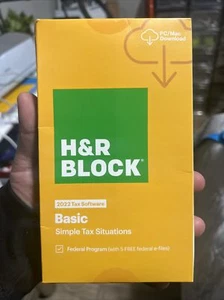 PC/Mac
Download
H&R
BLOCK®
2022 Tax Software
Basic
Simple Tax Situations
Federal Program (with 5 FREE federal e-files)